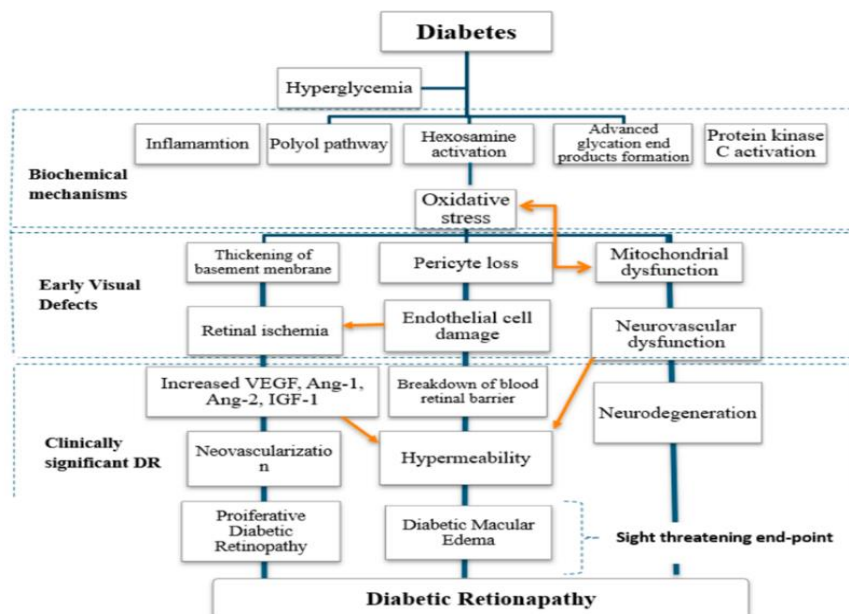 Diabetes
Hyperglycemia
Inflamamtion
Polyol pathway
Hexosamine
activation
Advanced
glycation end
products formation
Protein kinase
C activation
Biochemical
mechanisms
Oxidative
stress
Thickening of
basement menbrane
Pericyte loss
Mitochondrial
dysfunction
Early Visual
Defects
Retinal ischemia
Endothelial cell
damage
Neurovascular
dysfunction
Increased VEGF, Ang-1,
Ang-2, IGF-1
Breakdown of blood
retinal barrier
Neurodegeneration
Clinically
significant DR
Neovascularizatio
n
Hypermeability
Proiferative
Diabetic
Retinopathy
Diabetic Macular
Edema
Sight threatening end-point
Diabetic Retionapathy